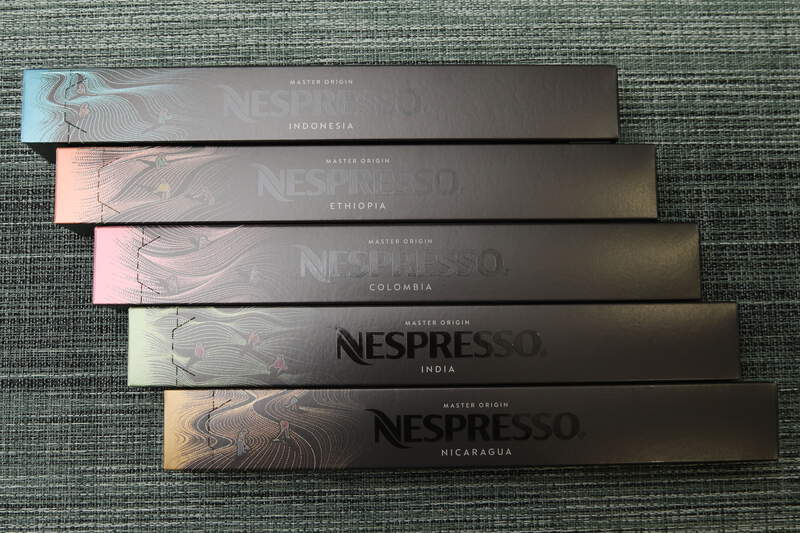 MASTER ORIGIN
NESPRESSO
INDONESIA
MASTER ORIGIN
NESPRESSO
ETHIOPIA
MASTER ORIGIN
NESPRESSO
COLOMBIA
MASTER ORIGIN
NESPRESSO
INDIA
MASTER ORIGIN
NESPRESSO
NICARAGUA